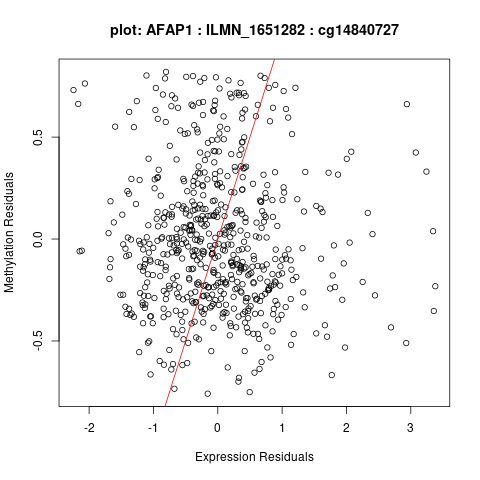 plot: AFAP1 : ILMN_1651282 : cg14840727
Methylation Residuals
0.5
0.0
-0.5
-2 -1 0 1 2 3
Expression Residuals